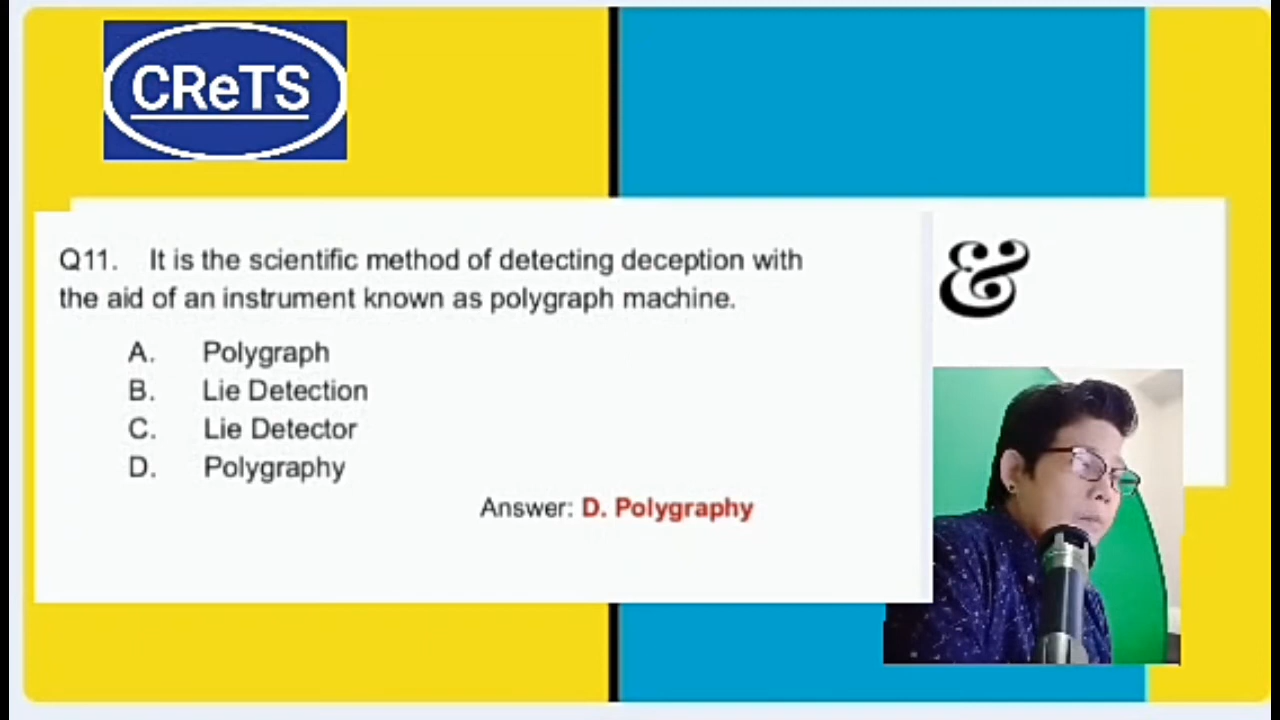 CReTS
Q11. It is the scientific method of detecting deception with
the aid of an instrument known as polygraph machine.
&
A. Polygraph
B. Lie Detection
C. Lie Detector
D. Polygraphy
Answer: D. Polygraphy